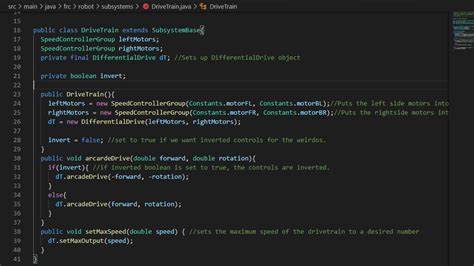 src > main > java > frc > robot > subsystems > DriveTrain.java > DriveTrain
15
16 public class DriveTrain extends SubsystemBase{
17 SpeedControllerGroup leftMotors;
18 SpeedControllerGroup rightMotors;
19 private final DifferentialDrive dT; //Sets up DifferentialDrive object
20
21 private boolean invert;
22
23 public DriveTrain(){
24 leftMotors = new SpeedControllerGroup(Constants.motorFL, Constants.motorBL);//Puts the left side motors into
25 rightMotors = new SpeedControllerGroup(Constants.motorFR, Constants.motorBR);//Puts the rightside motors int
26 dT = new DifferentialDrive(leftMotors, rightMotors);
27
28 invert = false; //set to true if we want inverted controls for the weirdos.
29 }
30 public void arcardeDrive(double forward, double rotation){
31 if(invert){ //if inverted boolean is set to true, the controls are inverted.
32 dT.arcadeDrive(-forward, -rotation);
33 }
34 else{
35 dT.arcadeDrive(forward, rotation);
36 }
37 }
38 public void setMaxSpeed(double speed) { //sets the maximum speed of the drivetrain to a desired number
39 dT.setMaxOutput(speed);
40 }
41 }